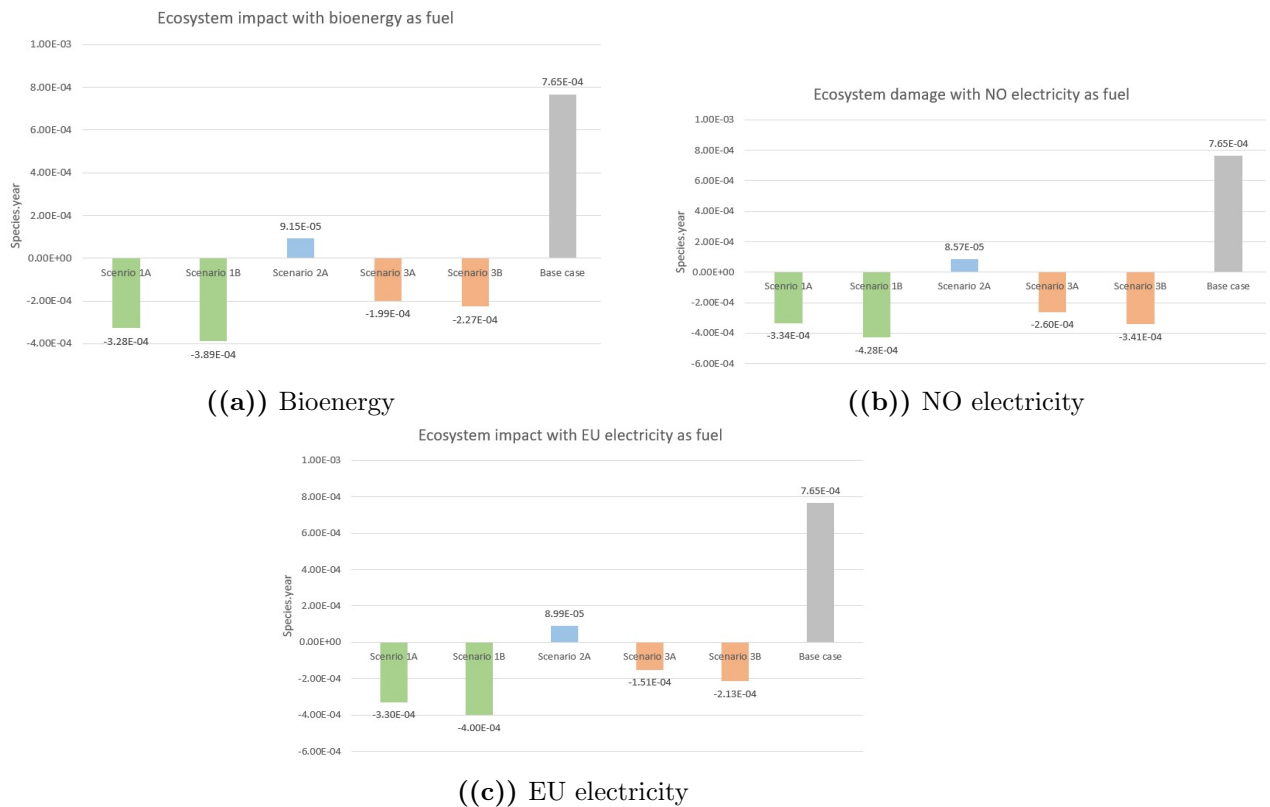 Ecosystem impact with bioenergy as fuel
1.00E-03
8.00E-04
6.00E-04
4.00E-04
2.00E-04
0.00E+00
-2.00E-04
-4.00E-04
Species.year
7.65E-04
9.15E-05
Scenrio 1A Scenario 1B Scenario 2A Scenario 3A Scenario 3B Base case
-1.99E-04
-2.27E-04
-3.28E-04
-3.89E-04
((a)) Bioenergy
Ecosystem damage with NO electricity as fuel
1.00E-03
8.00E-04
6.00E-04
4.00E-04
2.00E-04
0.00E+00
-2.00E-04
-4.00E-04
-6.00E-04
Species.year
7.65E-04
8.57E-05
Scenrio 1A Scenario 1B Scenario 2A Scenario 3A Scenario 3B Base case
-2.60E-04
-3.34E-04
-3.41E-04
-4.28E-04
((b)) NO electricity
Ecosystem impact with EU electricity as fuel
1.00E-03
8.00E-04
6.00E-04
4.00E-04
2.00E-04
0.00E+00
-2.00E-04
-4.00E-04
-6.00E-04
Species.year
7.65E-04
8.99E-05
Scenrio 1A Scenario 1B Scenario 2A Scenario 3A Scenario 3B Base case
-1.51E-04
-2.13E-04
-3.30E-04
-4.00E-04
((c)) EU electricity